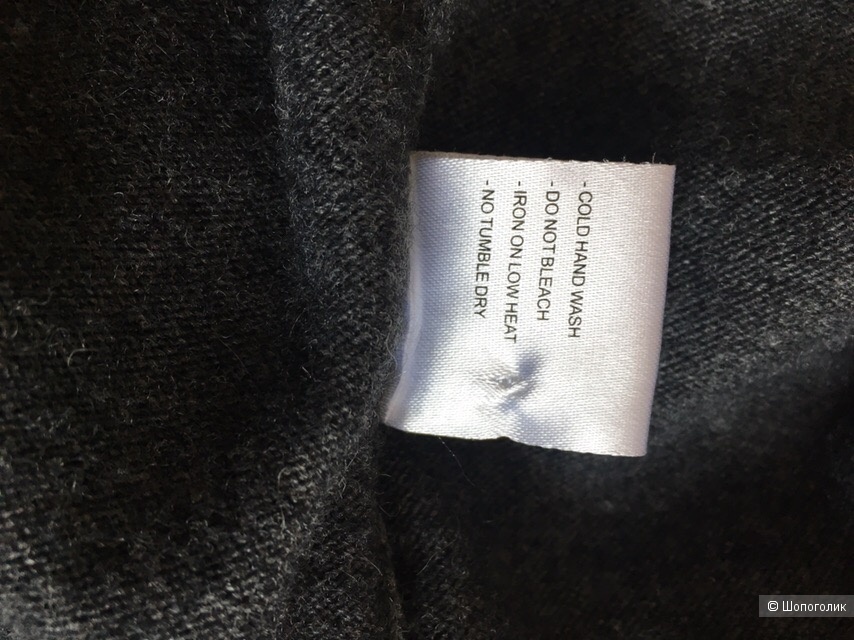 - COLD HAND WASH
- DO NOT BLEACH
- IRON ON LOW HEAT
- NO TUMBLE DRY
© Шопоголик